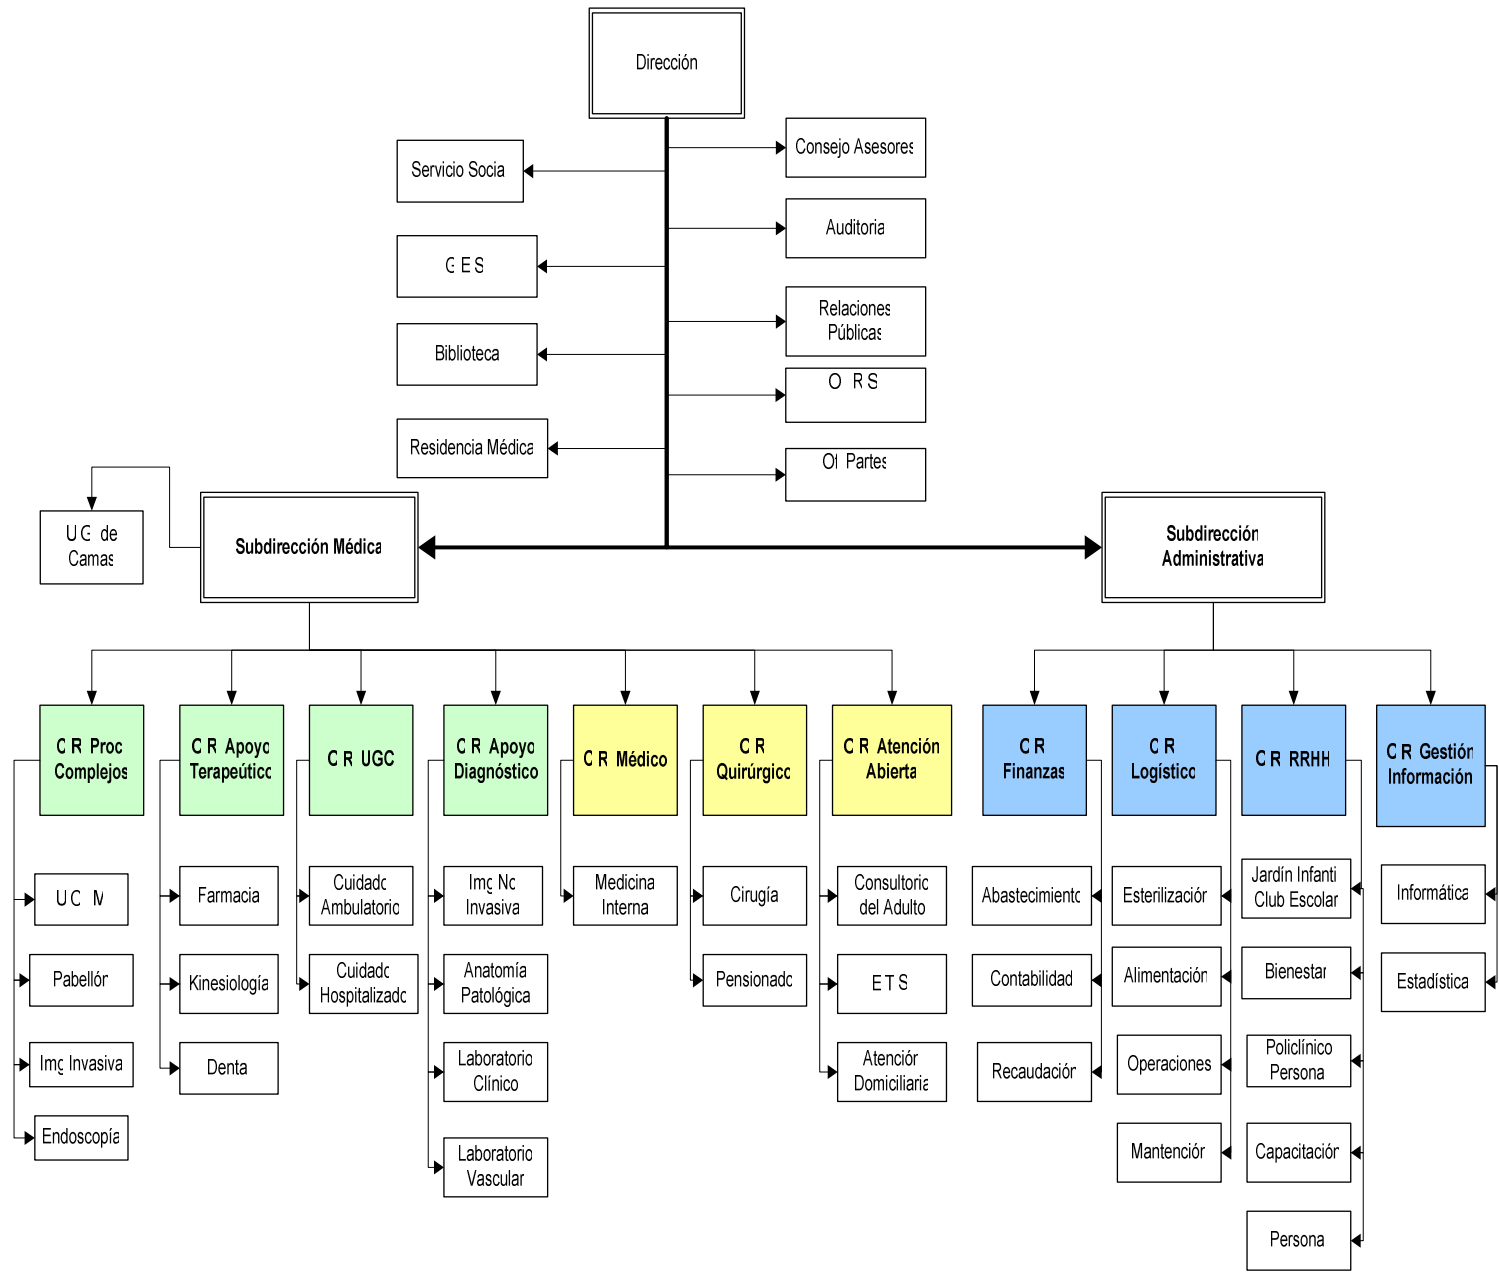 Dirección
Servicio Socia
Consejo Asesores
Auditoria
G E S
Relaciones
Públicas
Biblioteca
O R S
Residencia Médica
Of Partes
U G de
Camas
Subdirección Médica
Subdirección
Administrativa
C R Proc
Complejos
C R Apoyo
Terapeútico
C R UGC
C R Apoyo
Diagnóstico
C R Médico
C R
Quirúrgico
C R Atención
Abierta
C R
Finanzas
C R
Logístico
C R RRHH
C R Gestión
Información
U C M
Pabellón
Img Invasiva
Endoscopía
Farmacia
Kinesiología
Denta
Cuidado
Ambulatorio
Cuidado
Hospitalizado
Img No
Invasiva
Anatomía
Patológica
Laboratorio
Clínico
Laboratorio
Vascular
Medicina
Interna
Cirugía
Pensionado
Consultorio
del Adulto
E T S
Atención
Domiciliaria
Abastecimiento
Contabilidad
Recaudación
Esterilización
Alimentación
Operaciones
Mantención
Jardín Infanti
Club Escolar
Bienestar
Policlínico
Persona
Capacitación
Persona
Informática
Estadística